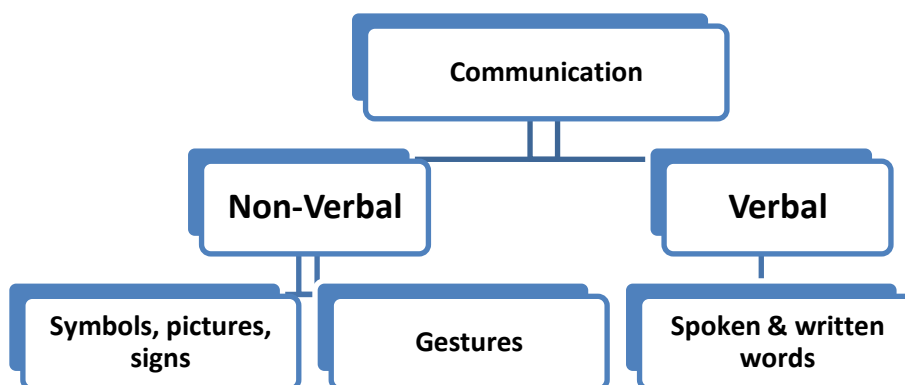 Communication
Non-Verbal
Verbal
Symbols, pictures,
signs
Gestures
Spoken & written
words